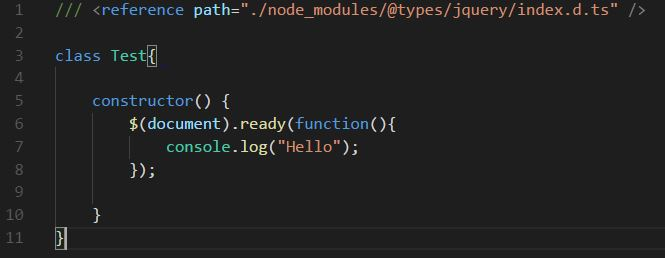 1 /// <reference path="./node_modules/@types/jquery/index.d.ts" />
2
3 class Test{
4
5     constructor() {
6         $(document).ready(function(){
7             console.log("Hello");
8         });
9
10     }
11 }